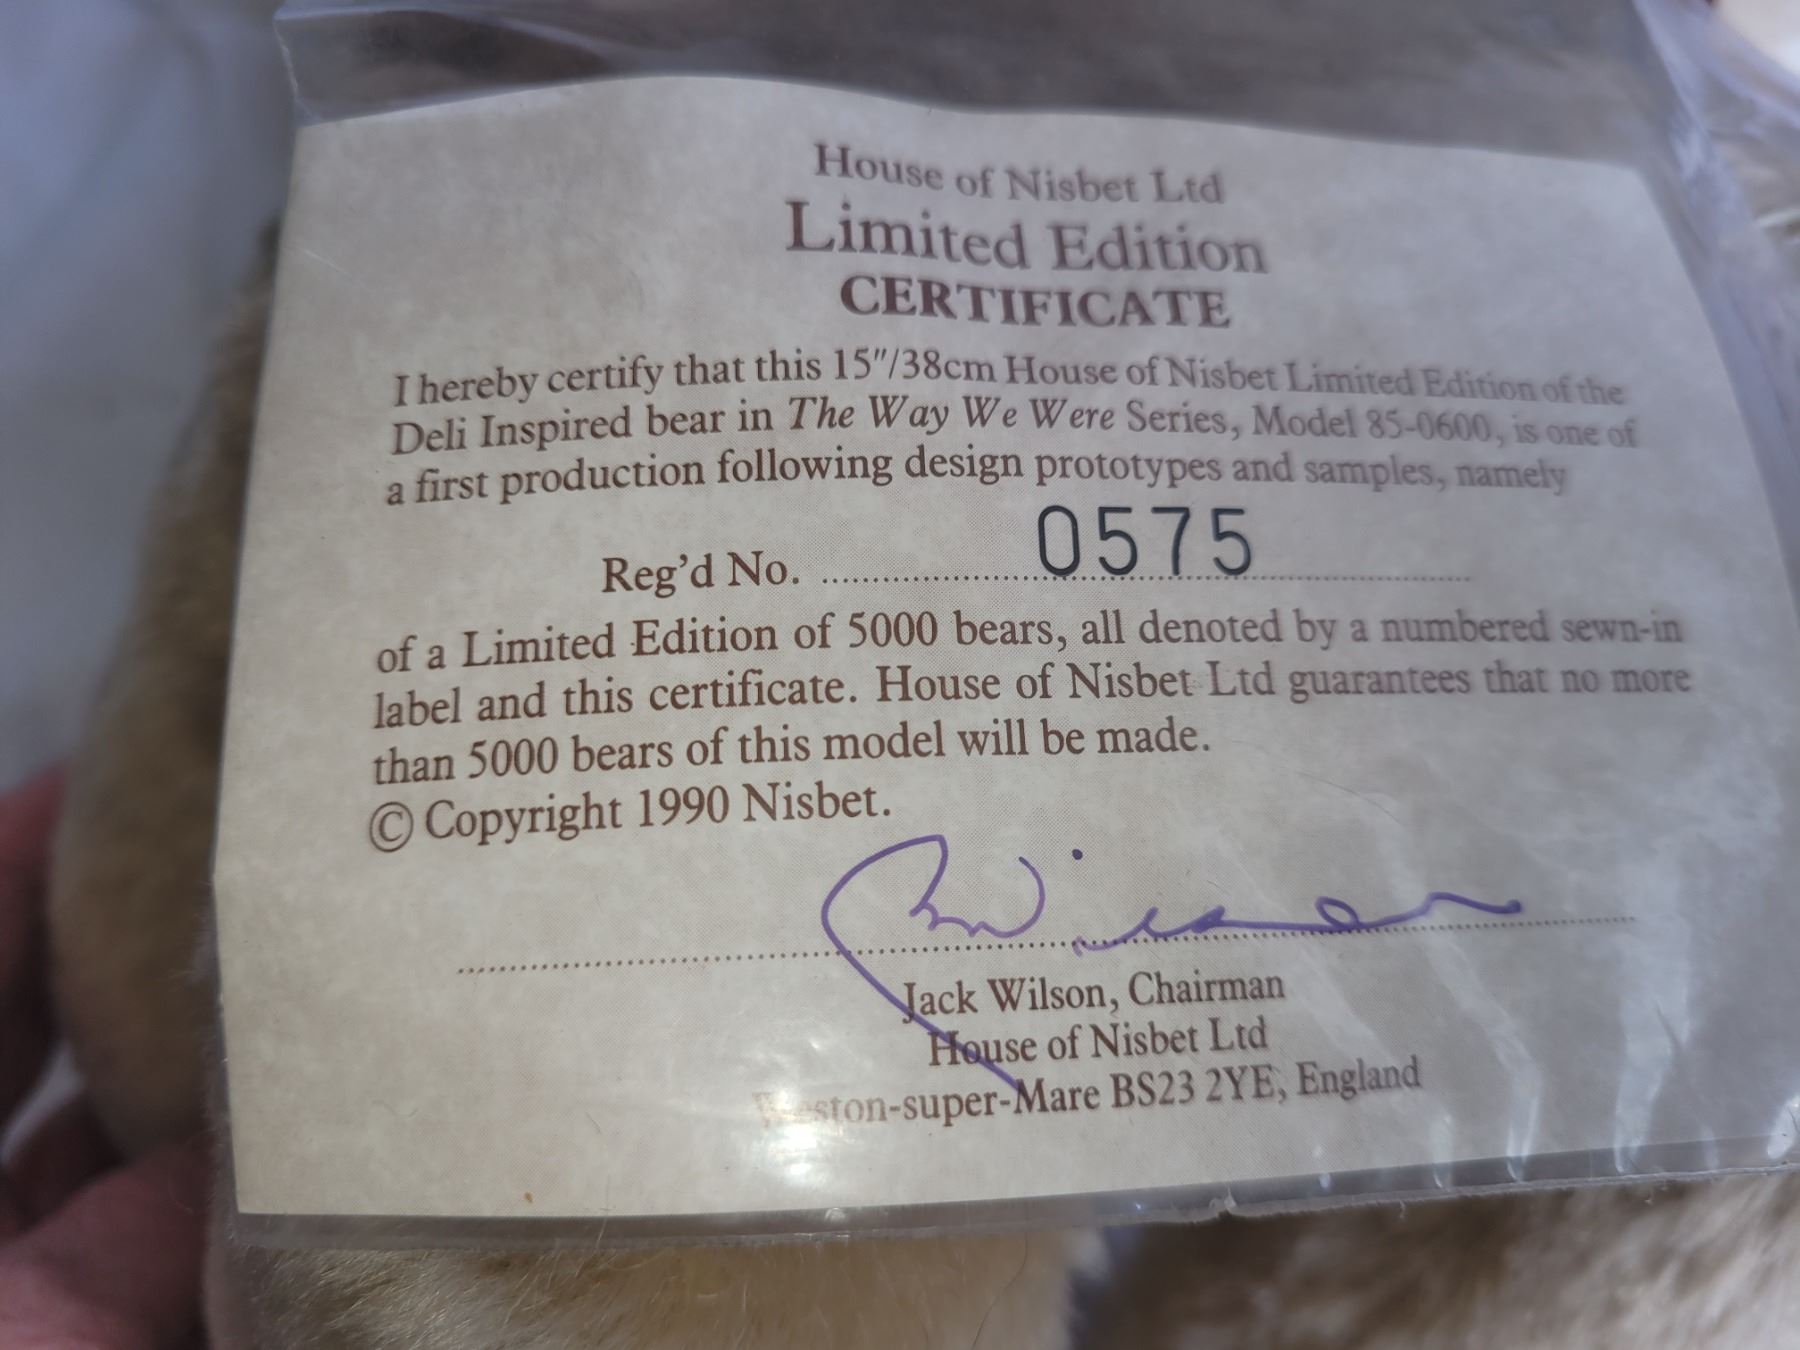 House of Nisbet Ltd
Limited Edition
CERTIFICATE
I hereby certify that this 15"/38cm House of Nisbet Limited Edition of the
Deli Inspired bear in The Way We Were Series, Model 85-0600, is one of
a first production following design prototypes and samples, namely
Reg'd No. 0575
of a Limited Edition of 5000 bears, all denoted by a numbered sewn-in
label and this certificate. House of Nisbet Ltd guarantees that no more
than 5000 bears of this model will be made.
© Copyright 1990 Nisbet.
Jack Wilson, Chairman
House of Nisbet Ltd
Weston-super-Mare BS23 2YE, England